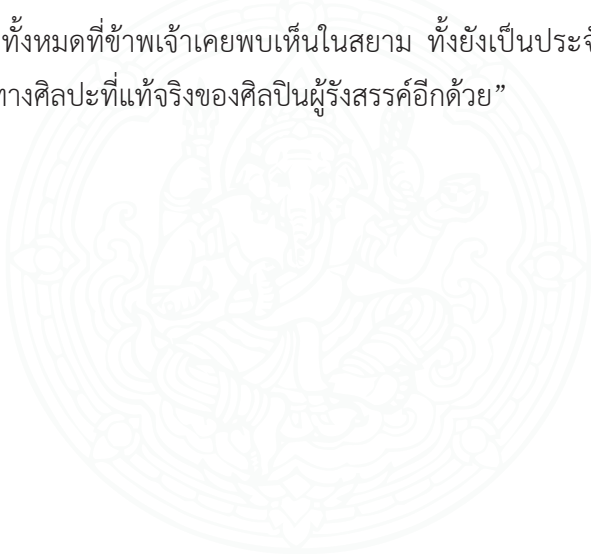 ทั้งหมดที่ข้าพเจ้าเคยพบเห็นในสยาม ทั้งยังเป็นประจั
ทางศิลปะที่แท้จริงของศิลปินผู้รังสรรค์อีกด้วย”